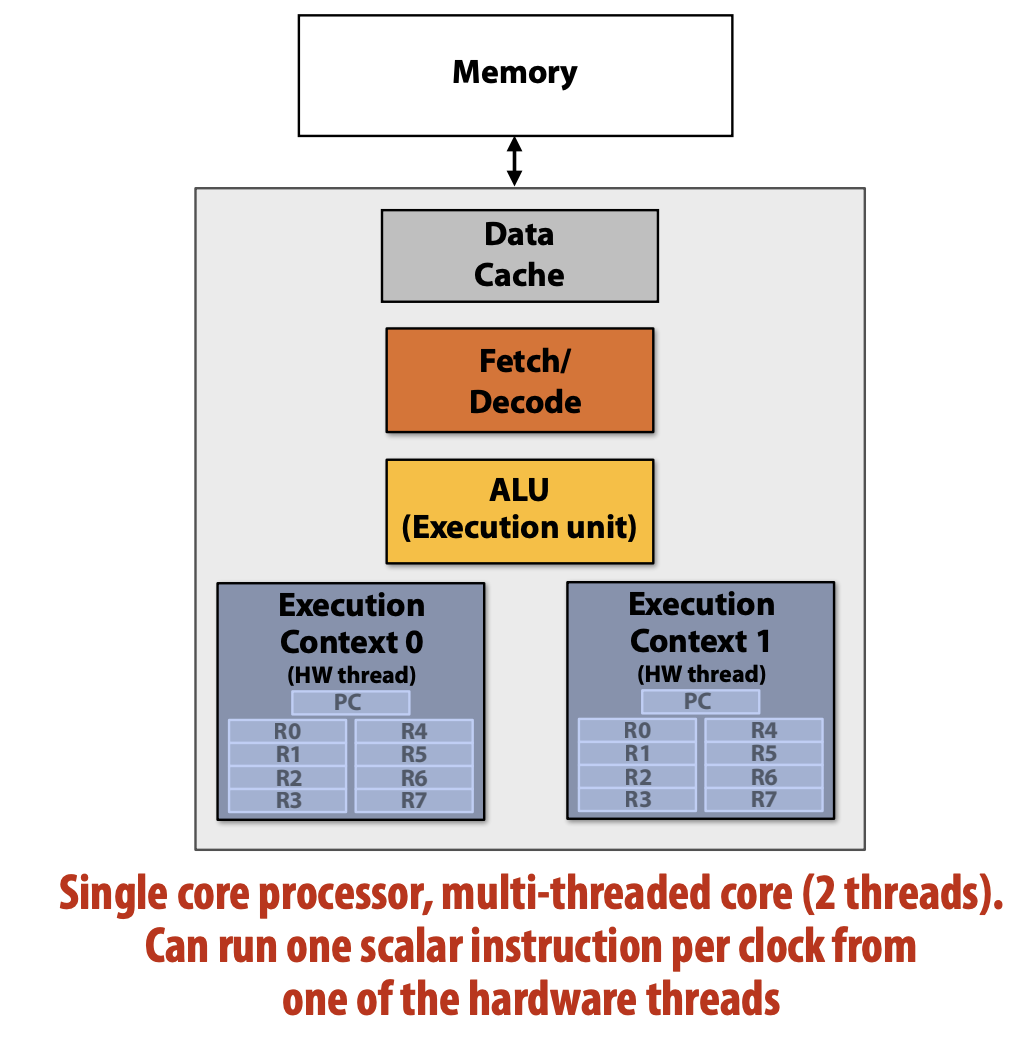 Memory
Data
Cache
Fetch/
Decode
ALU
(Execution unit)
Execution
Context 0
(HW thread)
PC
R0
R1
R2
R3
R4
R5
R6
R7
Execution
Context 1
(HW thread)
PC
R0
R1
R2
R3
R4
R5
R6
R7
Single core processor, multi-threaded core (2 threads).
Can run one scalar instruction per clock from
one of the hardware threads